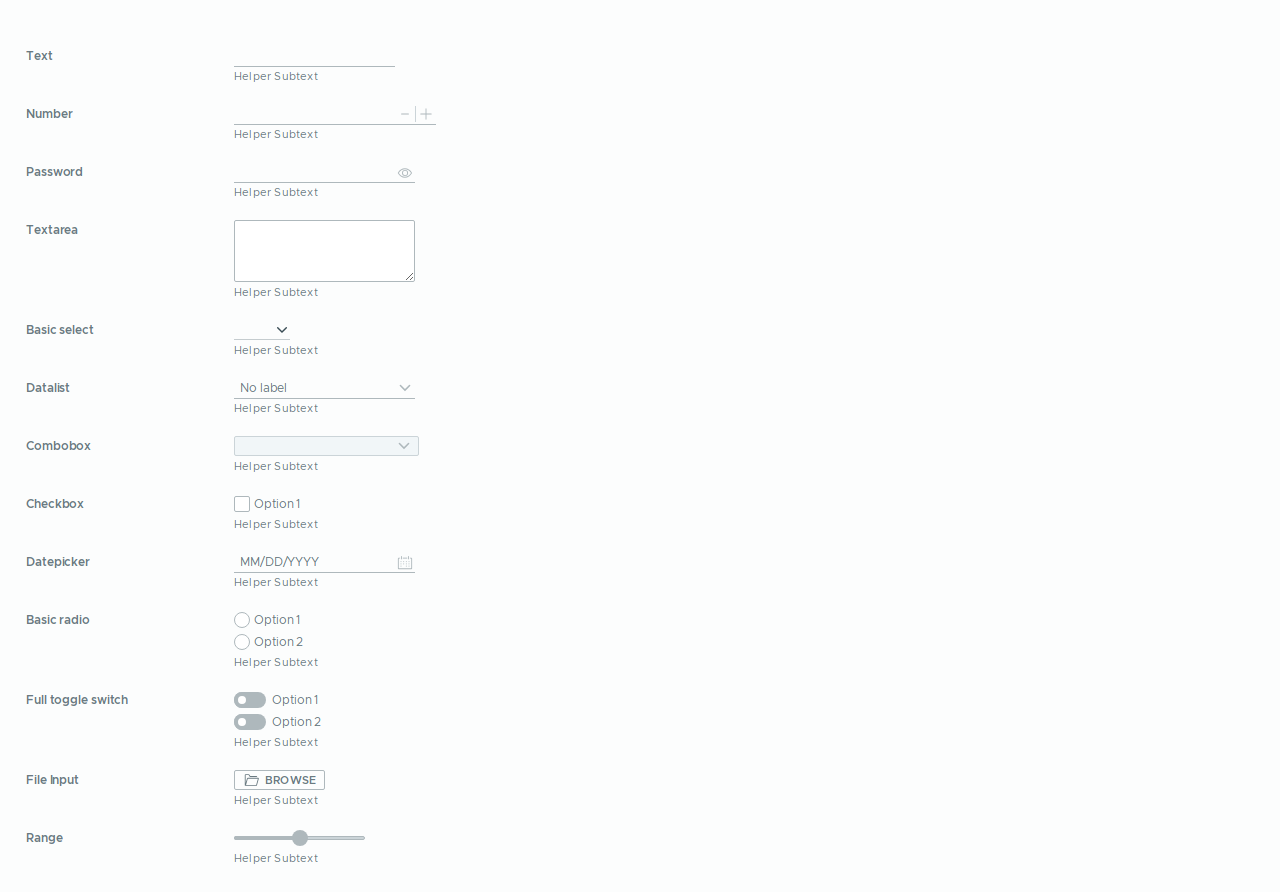 Text
Helper Subtext
Number
Helper Subtext
Password
Helper Subtext
Textarea
Helper Subtext
Basic select
Helper Subtext
Datalist
No label
Helper Subtext
Combobox
Helper Subtext
Checkbox
Option 1
Helper Subtext
Datepicker
MM/DD/YYYY
Helper Subtext
Basic radio
Option 1
Option 2
Helper Subtext
Full toggle switch
Option 1
Option 2
Helper Subtext
File Input
BROWSE
Helper Subtext
Range
Helper Subtext